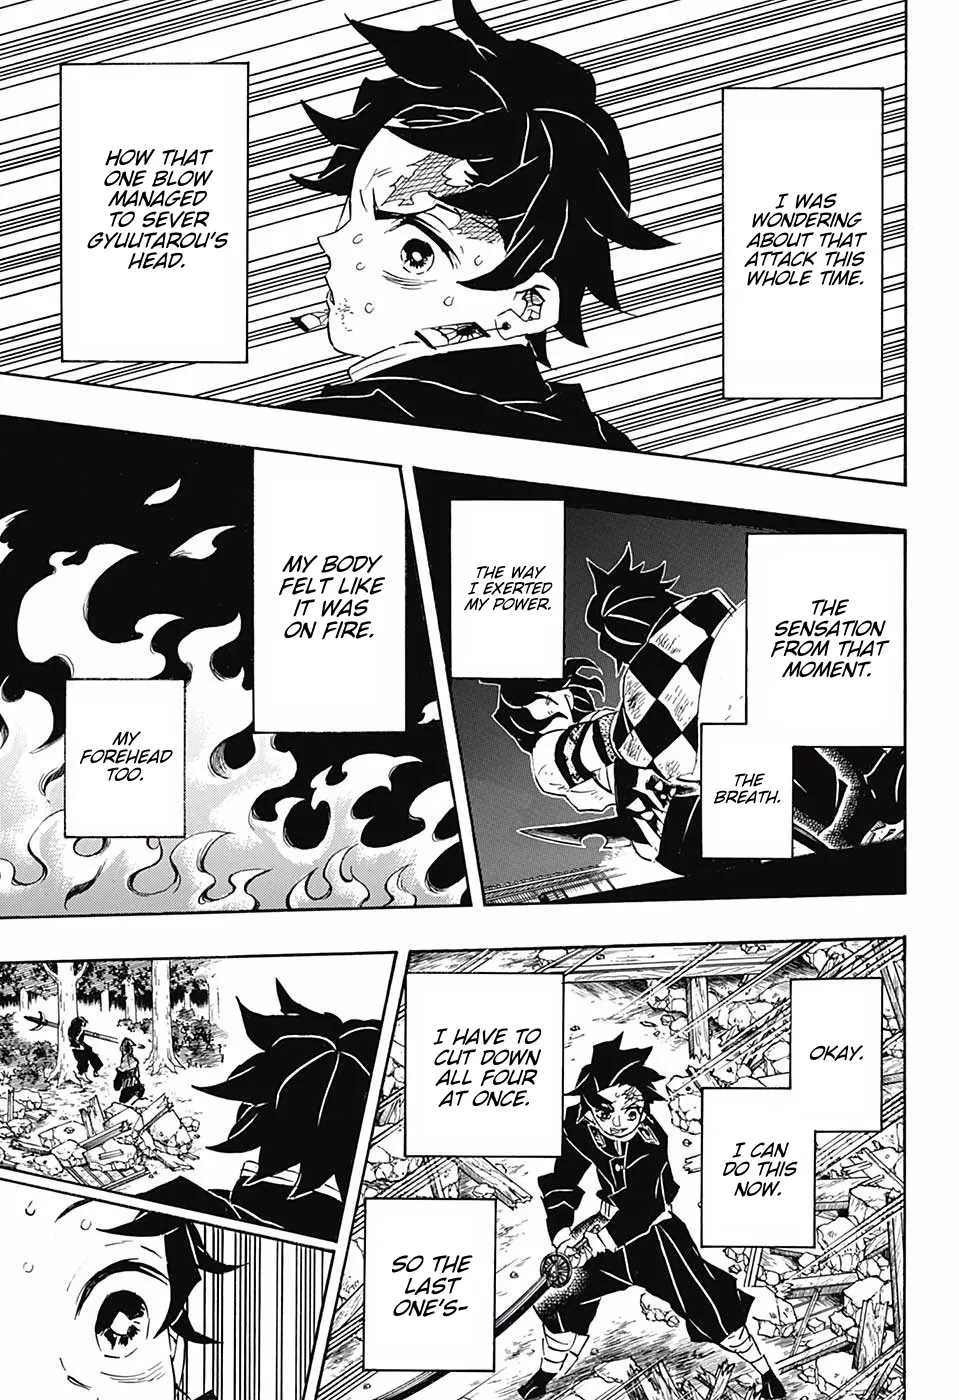 I WAS
WONDERING
ABOUT THAT
ATTACK THIS
WHOLE TIME.
HOW THAT
ONE BLOW
MANAGED
TO SEVER
GYUUTAROU'S
HEAD.
THE
SENSATION
FROM THAT
MOMENT.
THE
BREATH.
THE WAY
I EXERTED
MY POWER.
MY BODY
FELT LIKE
IT WAS
ON FIRE.
MY
FOREHEAD
TOO.
OKAY.
I CAN
DO THIS
NOW.
I HAVE TO
CUT DOWN
ALL FOUR
AT ONCE.
SO THE
LAST
ONE'S-